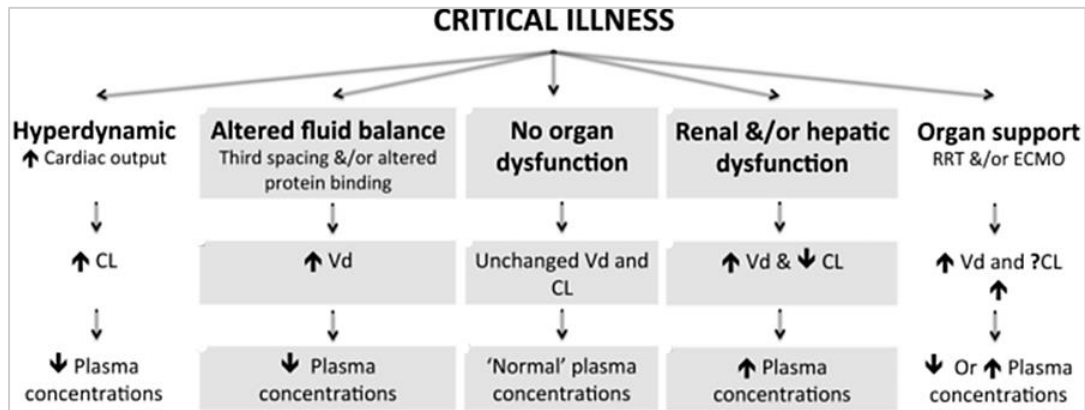 CRITICAL ILLNESS
Hyperdynamic
↑ Cardiac output
↑ CL
↓ Plasma
concentrations
Altered fluid balance
Third spacing &/or altered
protein binding
↑ Vd
↓ Plasma
concentrations
No organ
dysfunction
Unchanged Vd and
CL
‘Normal’ plasma
concentrations
Renal &/or hepatic
dysfunction
↑ Vd & ↓ CL
↑ Plasma
concentrations
Organ support
RRT &/or ECMO
↑ Vd and ?CL
↑
↓ Or ↑ Plasma
concentrations